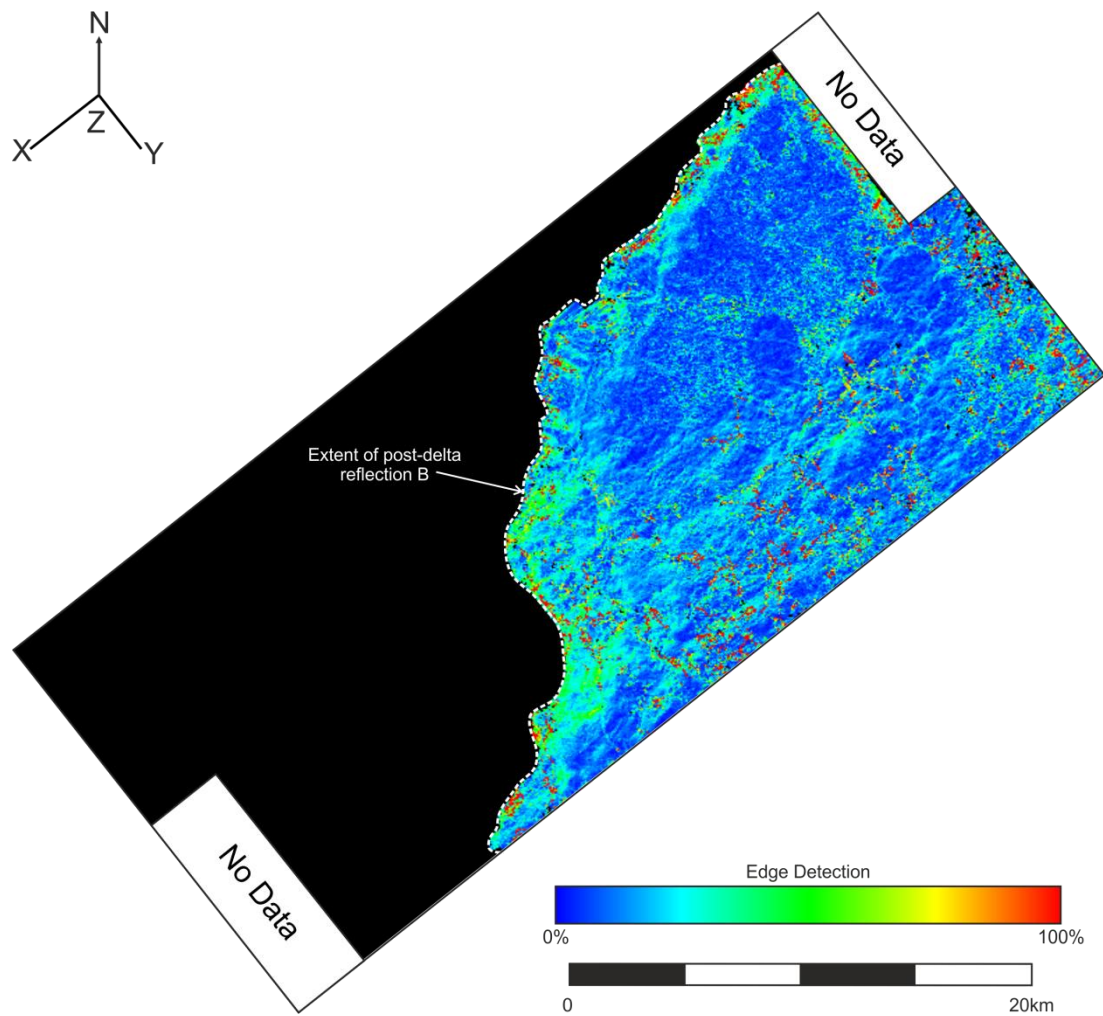 N
X
Z
Y
No Data
Extent of post-delta
reflection B
No Data
Edge Detection
0%
100%
0
20km